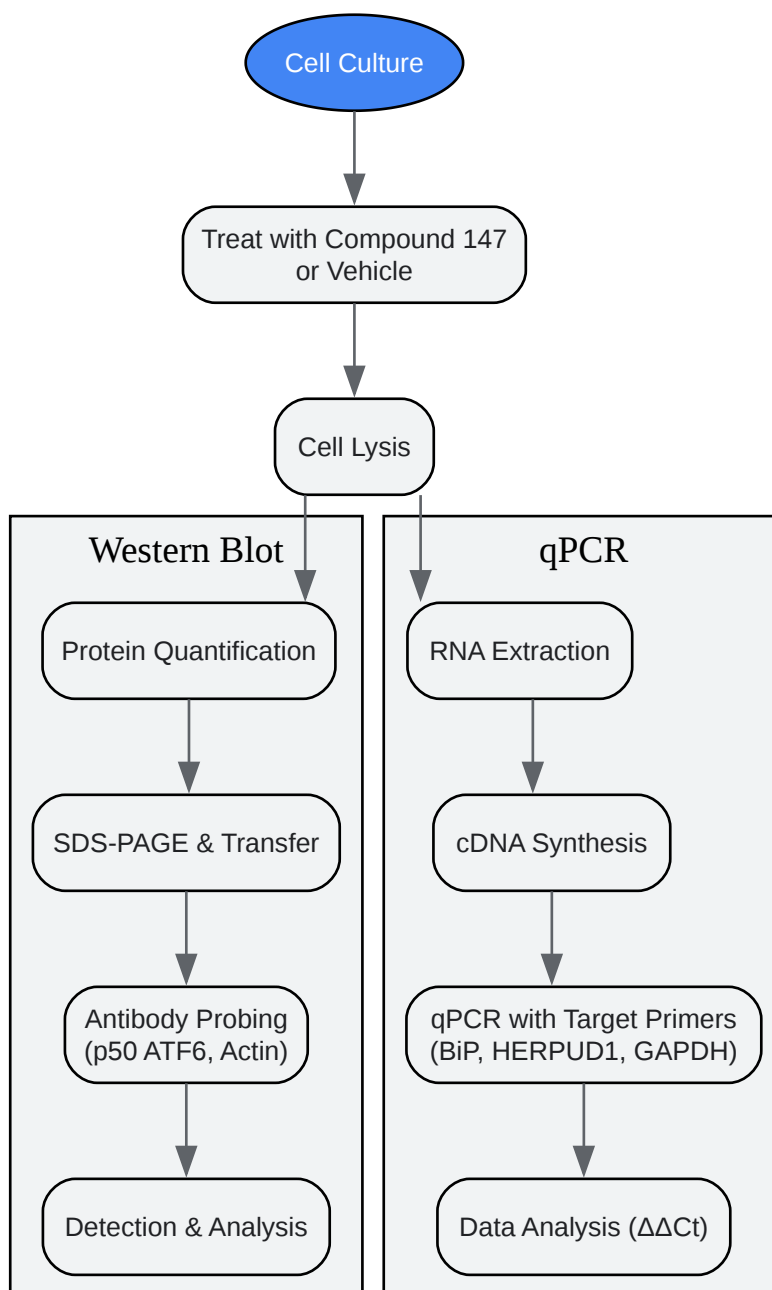 Cell Culture
Treat with Compound 147
or Vehicle
Cell Lysis
Western Blot
Protein Quantification
SDS-PAGE & Transfer
Antibody Probing
(p50 ATF6, Actin)
Detection & Analysis
qPCR
RNA Extraction
cDNA Synthesis
qPCR with Target Primers
(BiP, HERPUD1, GAPDH)
Data Analysis (ΔΔCt)